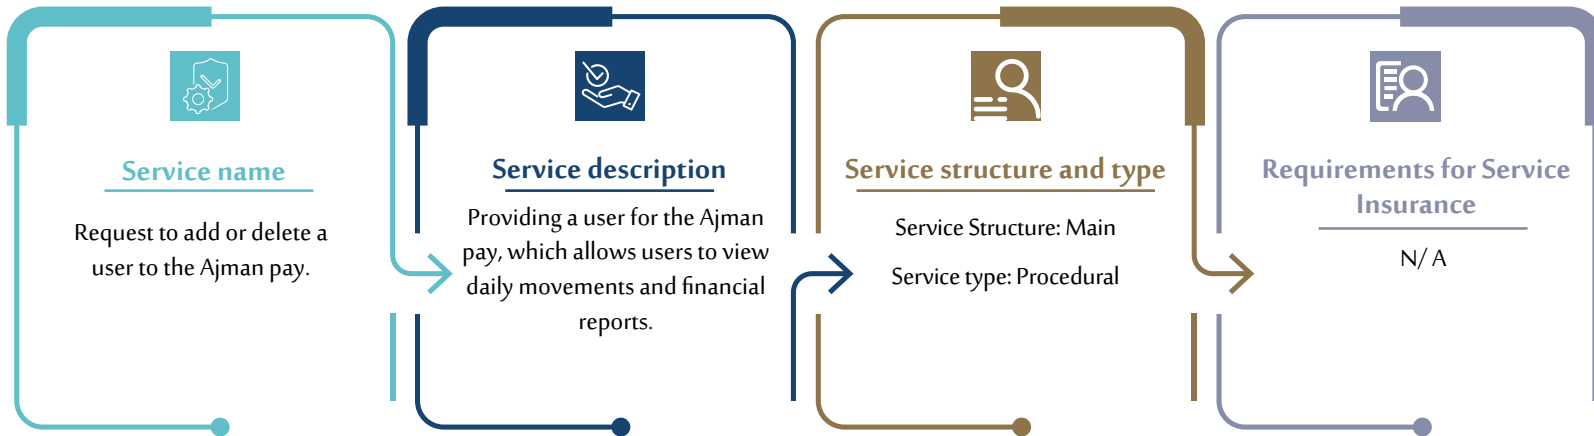 Service name
Request to add or delete a
user to the Ajman pay.
Service description
Providing a user for the Ajman
pay, which allows users to view
daily movements and financial
reports.
Service structure and type
Service Structure: Main
Service type: Procedural
Requirements for Service
Insurance
N/ A